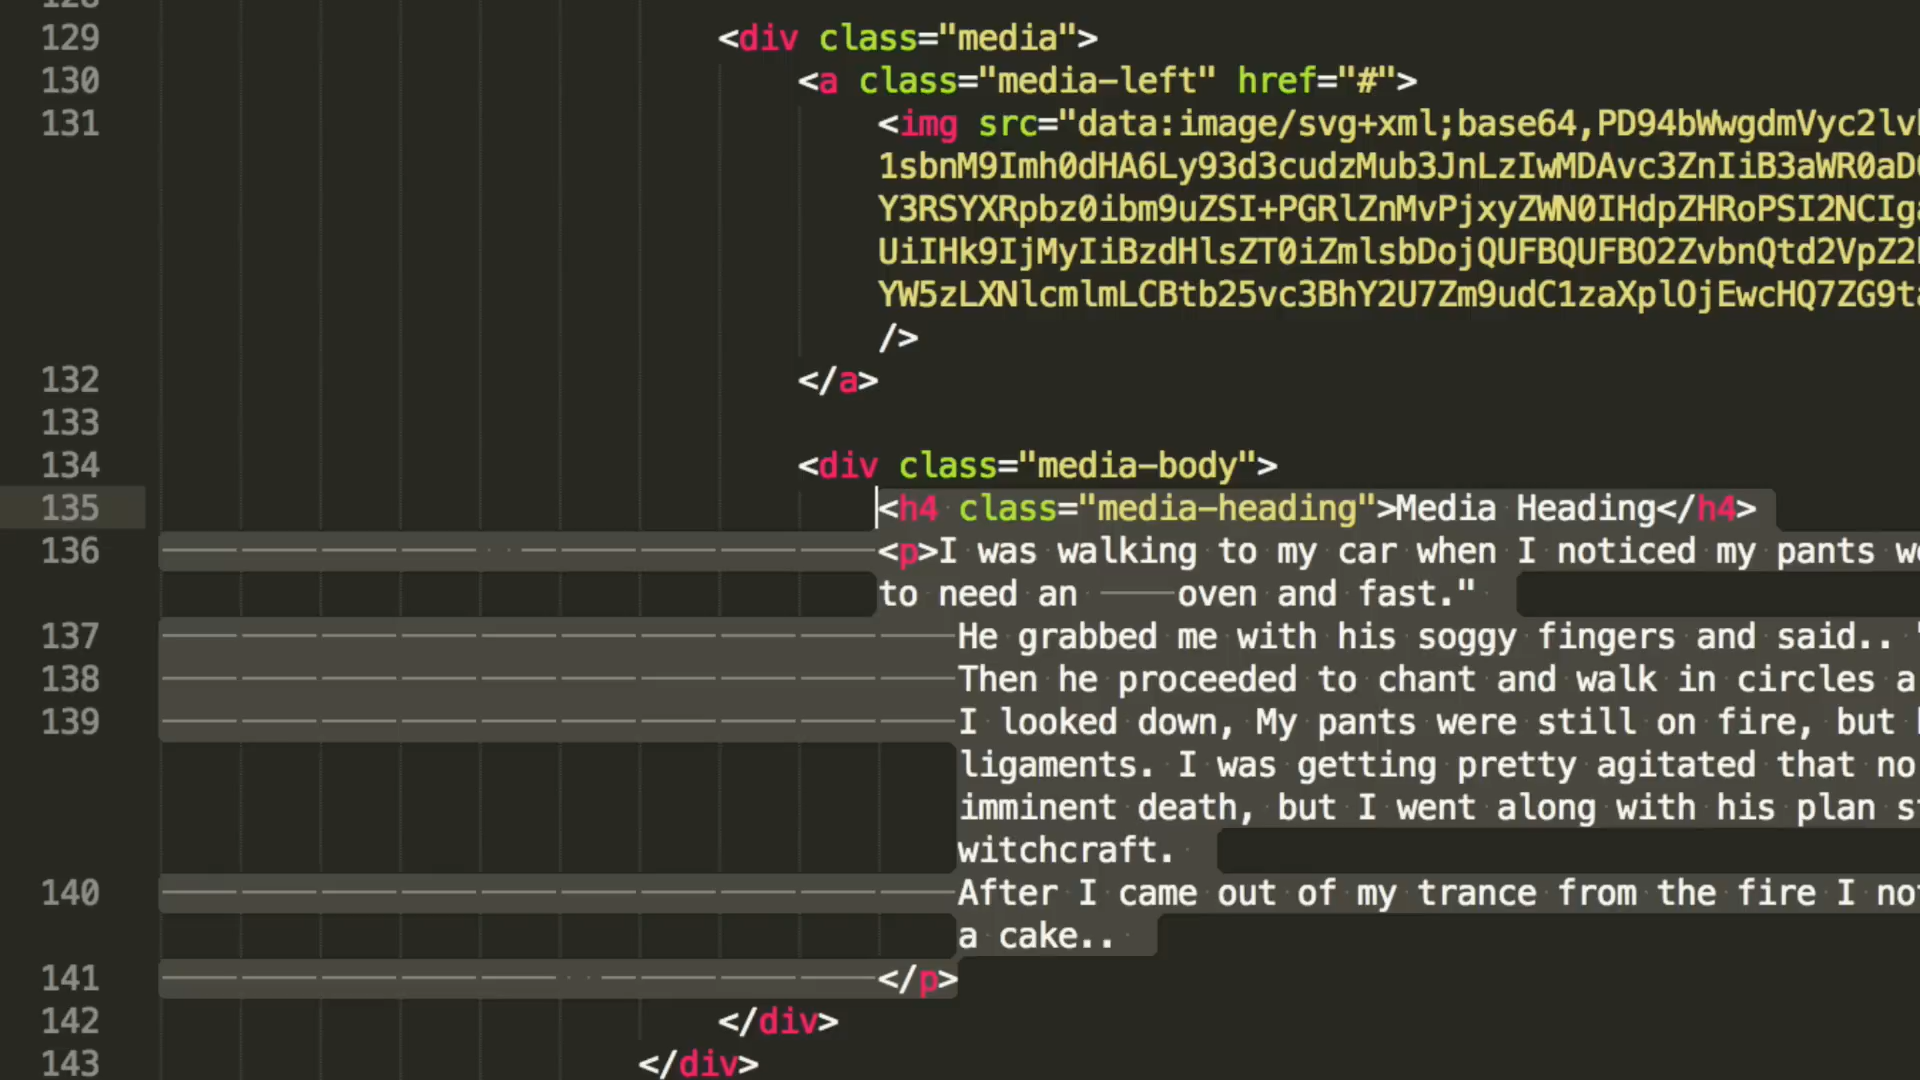 128
129 <div class="media">
130 <a class="media-left" href="#">
131 <img src="data:image/svg+xml;base64,PD94bWwgdmVyc2lv
1sbnM9Imh0dHA6Ly93d3cudzMub3JnLzIwMDAvc3ZnIiB3aWR0aD
Y3RSYXRpbz0ibm9uZSI+PGRlZnMvPjxyZWN0IHdpZHRoPSI2NCIg
UiIHk9IjMyIiBzdHlsZT0iZmlsbDojQUFBQUFBO2ZvbnQtd2VpZ2
YW5zLXNlcmlmLCBtb25vc3BhY2U7Zm9udC1zaXplOjEwcHQ7ZG9t
/>
132 </a>
133
134 <div class="media-body">
135 <h4 class="media-heading">Media Heading</h4>
136 <p>I was walking to my car when I noticed my pants
to need an oven and fast."
137 He grabbed me with his soggy fingers and said.. "
138 Then he proceeded to chant and walk in circles
139 I looked down, My pants were still on fire, but
ligaments. I was getting pretty agitated that
imminent death, but I went along with his plan
witchcraft.
140 After I came out of my trance from the fire I
a cake..
141 </p>
142 </div>
143 </div>